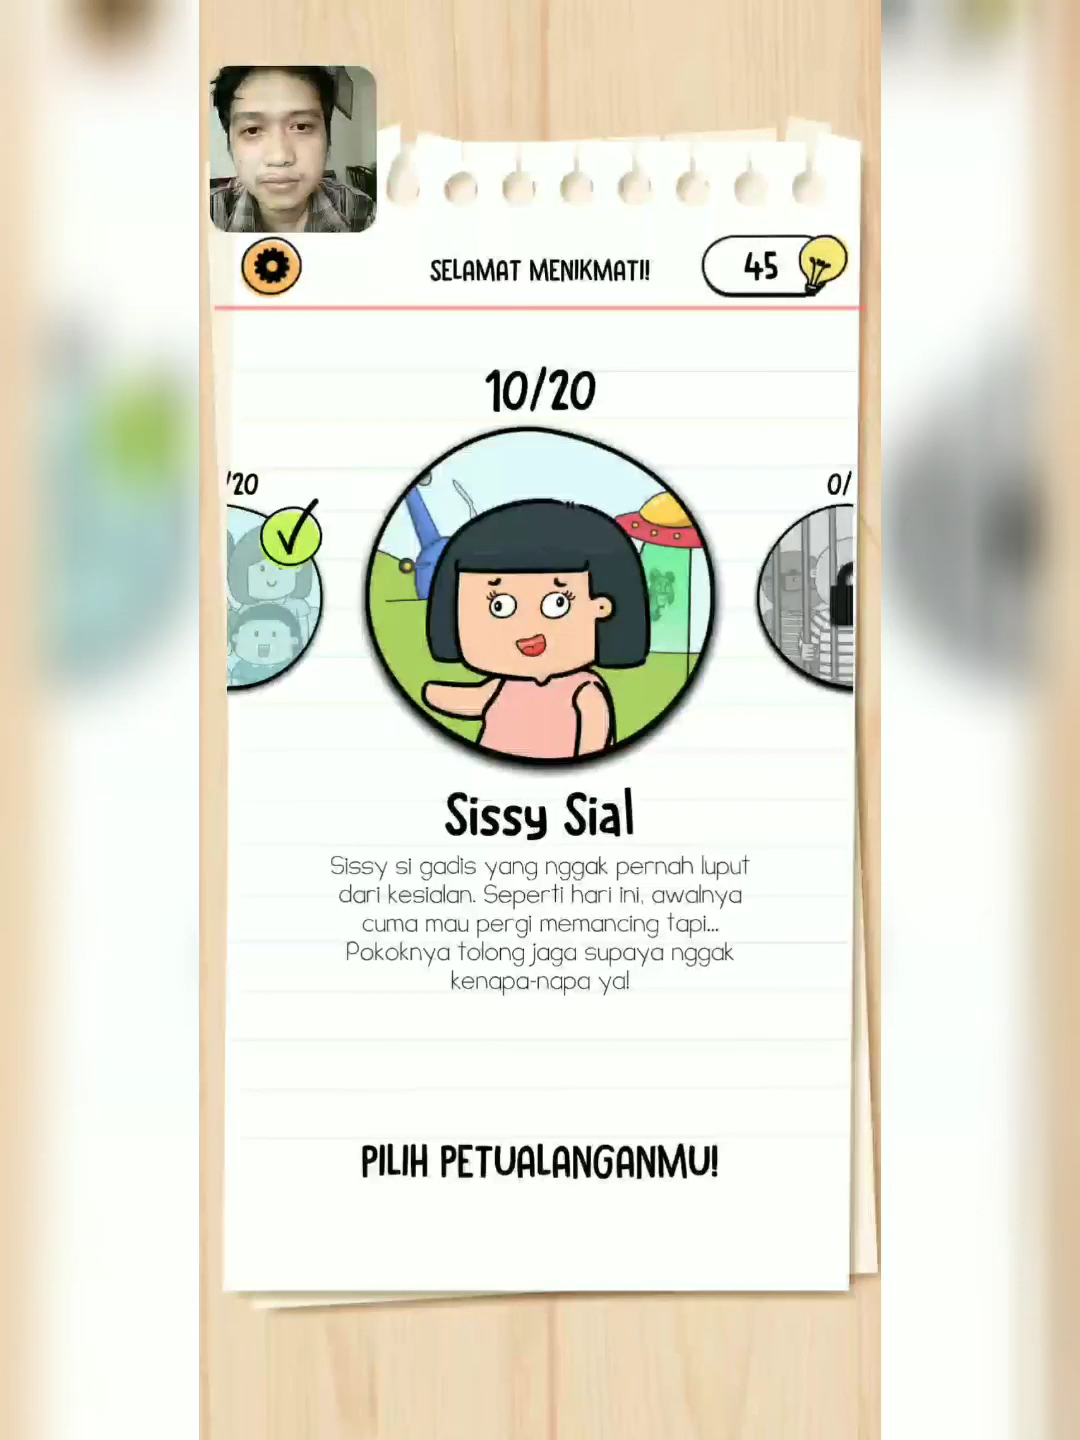 SELAMAT MENIKMATI!
45
10/20
/20
0/
Sissy Sial
Sissy si gadis yang nggak pernah luput
dari kesialan. Seperti hari ini, awalnya
cuma mau pergi memancing tapi...
Pokoknya tolong jaga supaya nggak
kenapa-napa ya!
PILIH PETUALANGANMU!